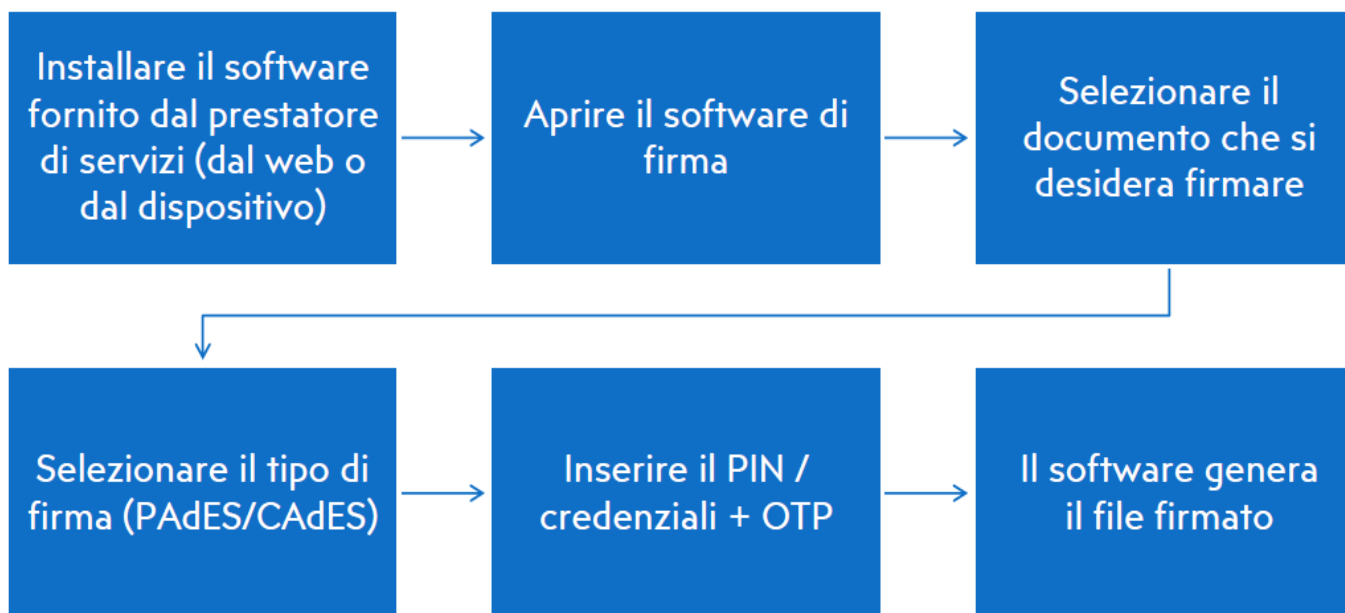 Installare il software
fornito dal prestatore
di servizi (dal web o
dal dispositivo)
Aprire il software di
firma
Selezionare il
documento che si
desidera firmare
Selezionare il tipo di
firma (PAdES/CAdES)
Inserire il PIN /
credenziali + OTP
Il software genera
il file firmato